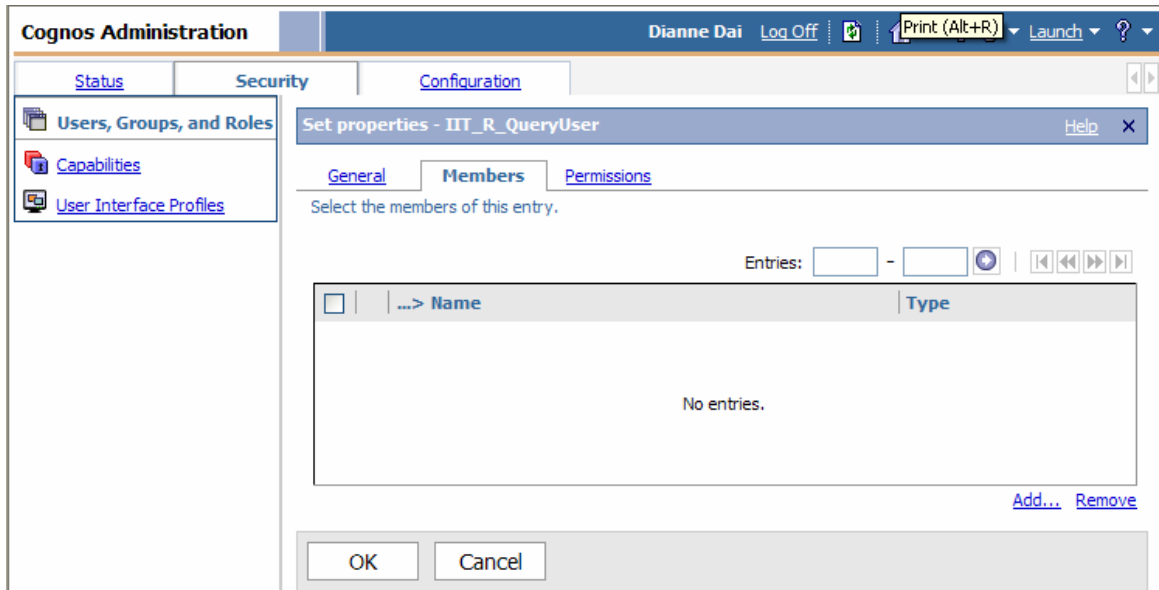 Cognos Administration
Dianne Dai Log Off Print (Alt+R) Launch ?
Status Security Configuration
Users, Groups, and Roles
Capabilities
User Interface Profiles
Set properties - IIT_R_QueryUser Help X
General Members Permissions
Select the members of this entry.
Entries: -
...> Name Type
No entries.
Add... Remove
OK Cancel